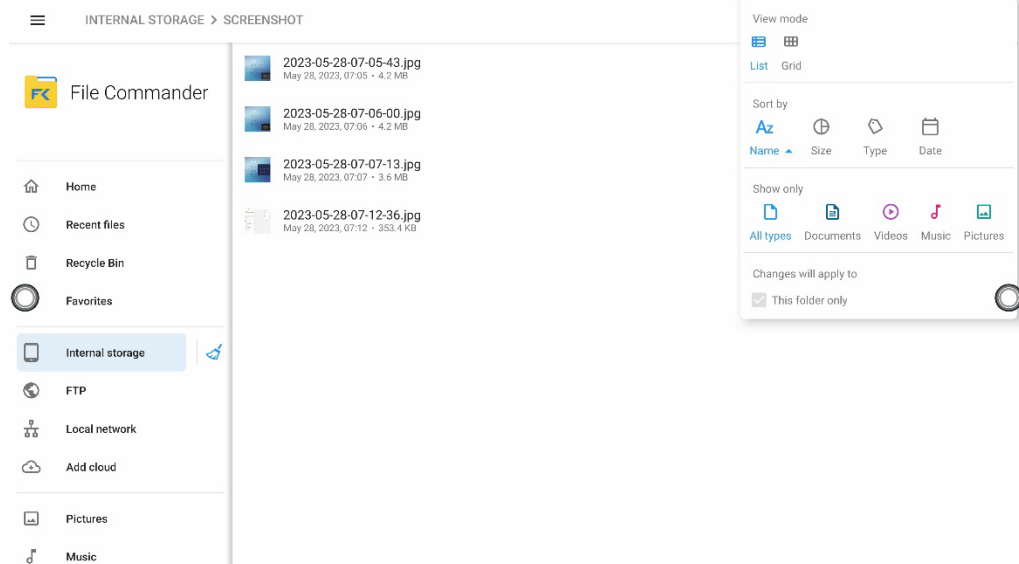 INTERNAL STORAGE > SCREENSHOT
File Commander
Home
Recent files
Recycle Bin
Favorites
Internal storage
FTP
Local network
Add cloud
Pictures
Music
2023-05-28-07-05-43.jpg
May 28, 2023, 07:05 • 4.2 MB
2023-05-28-07-06-00.jpg
May 28, 2023, 07:06 • 4.2 MB
2023-05-28-07-07-13.jpg
May 28, 2023, 07:07 • 3.6 MB
2023-05-28-07-12-36.jpg
May 28, 2023, 07:12 • 353.4 KB
View mode
List Grid
Sort by
Az
Name Size Type Date
Show only
All types Documents Videos Music Pictures
Changes will apply to
This folder only